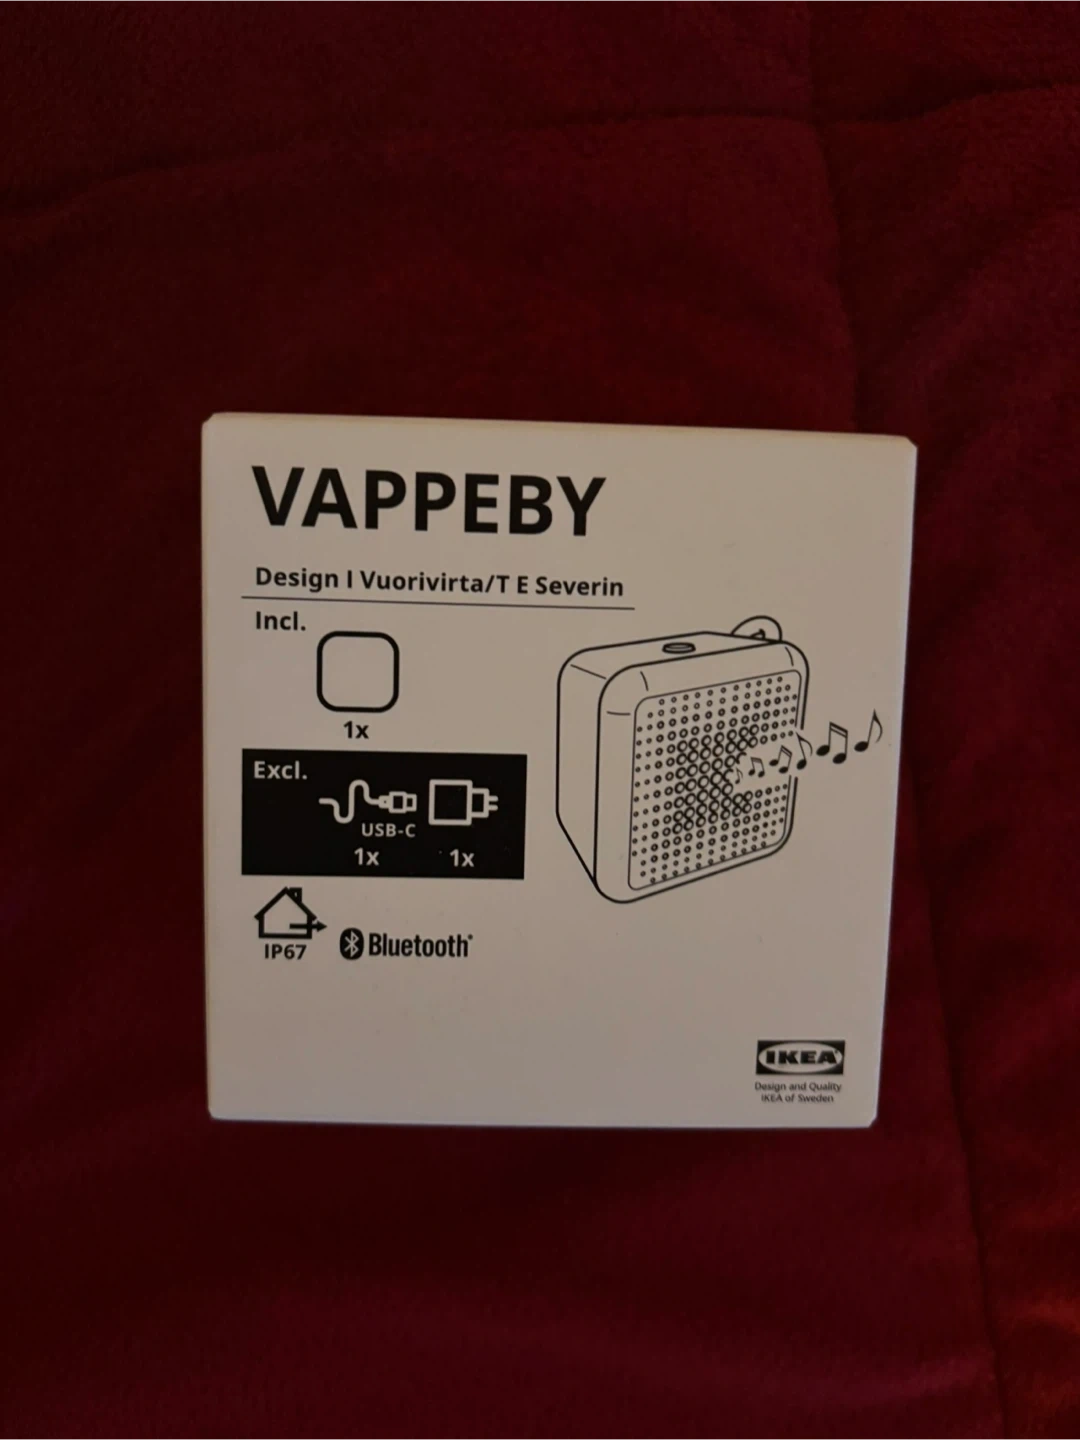 VAPPEBY
Design I Vuorivirta/T E Severin
Incl.
1x
Excl.
USB-C
1x 1x
IP67 Bluetooth®
IKEA®
Design and Quality
IKEA of Sweden